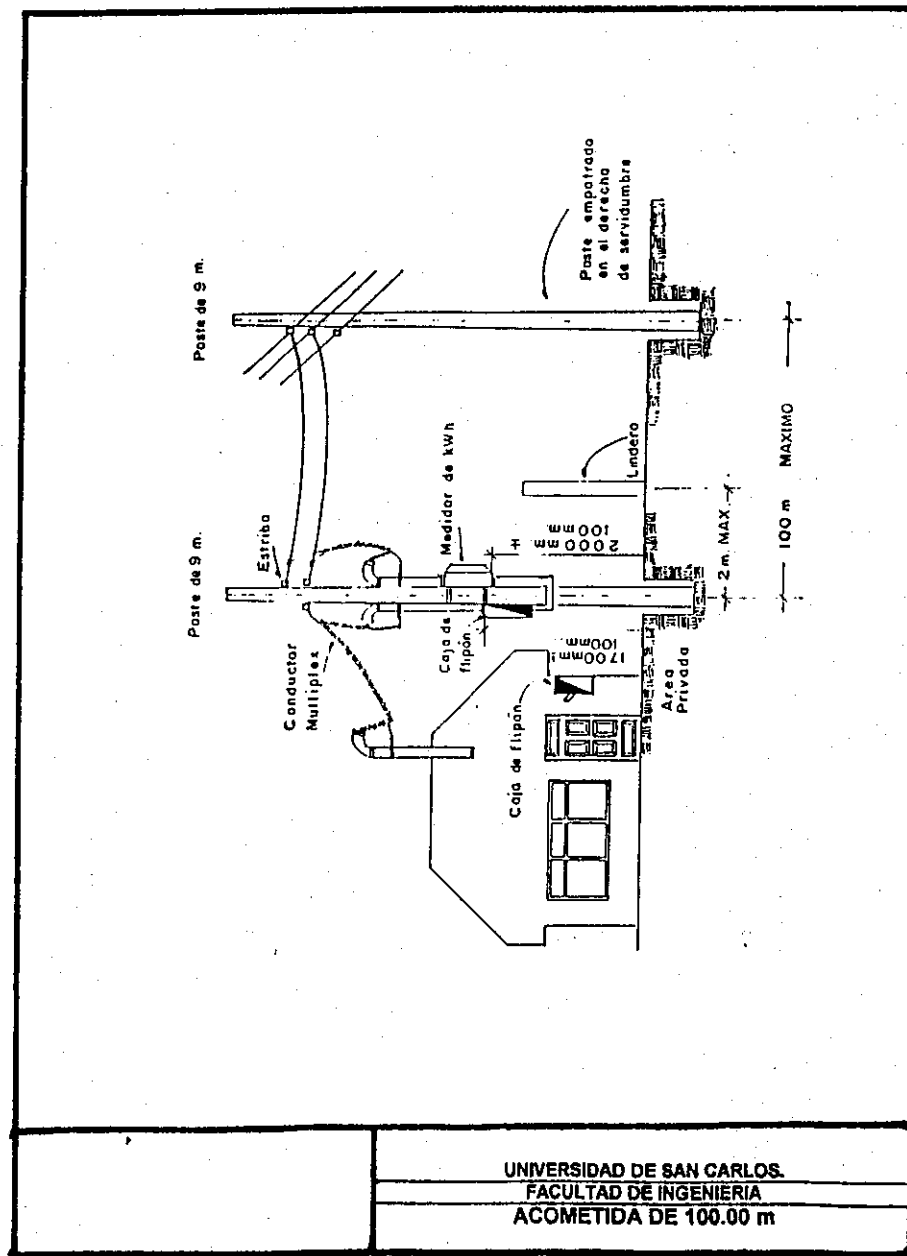 Poste de 9 m.
Poste de 9 m.
Estribo
Conductor
Multiplex
Caja de
flipón
Medidor de kWh
Poste empotrado
en el derecho
de servidumbre
Lindero
2000 mm. ±
100 mm.
1700 mm ±
100 mm.
Caja de flipón
Area
Privada
2 m. MAX.
100 m MAXIMO
UNIVERSIDAD DE SAN CARLOS.
FACULTAD DE INGENIERIA
ACOMETIDA DE 100.00 m